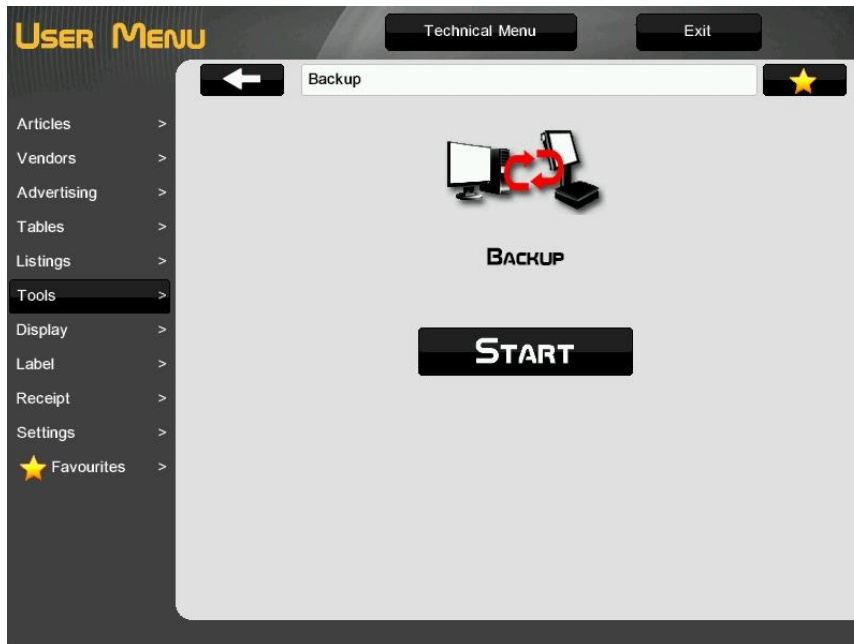 USER MENU
Technical Menu
Exit
Backup
Articles >
Vendors >
Advertising >
Tables >
Listings >
Tools >
Display >
Label >
Receipt >
Settings >
Favourites >
BACKUP
START